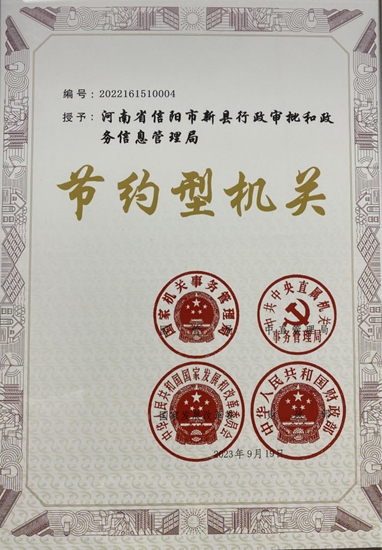 编号：2022161510004
授予：河南省信阳市新县行政审批和政
务信息管理局
节约型机关
国家机关事务管理局
中共中央直属机关
事务管理局
中华人民共和国国家发展和改革委员会
中华人民共和国财政部
2023年9月19日